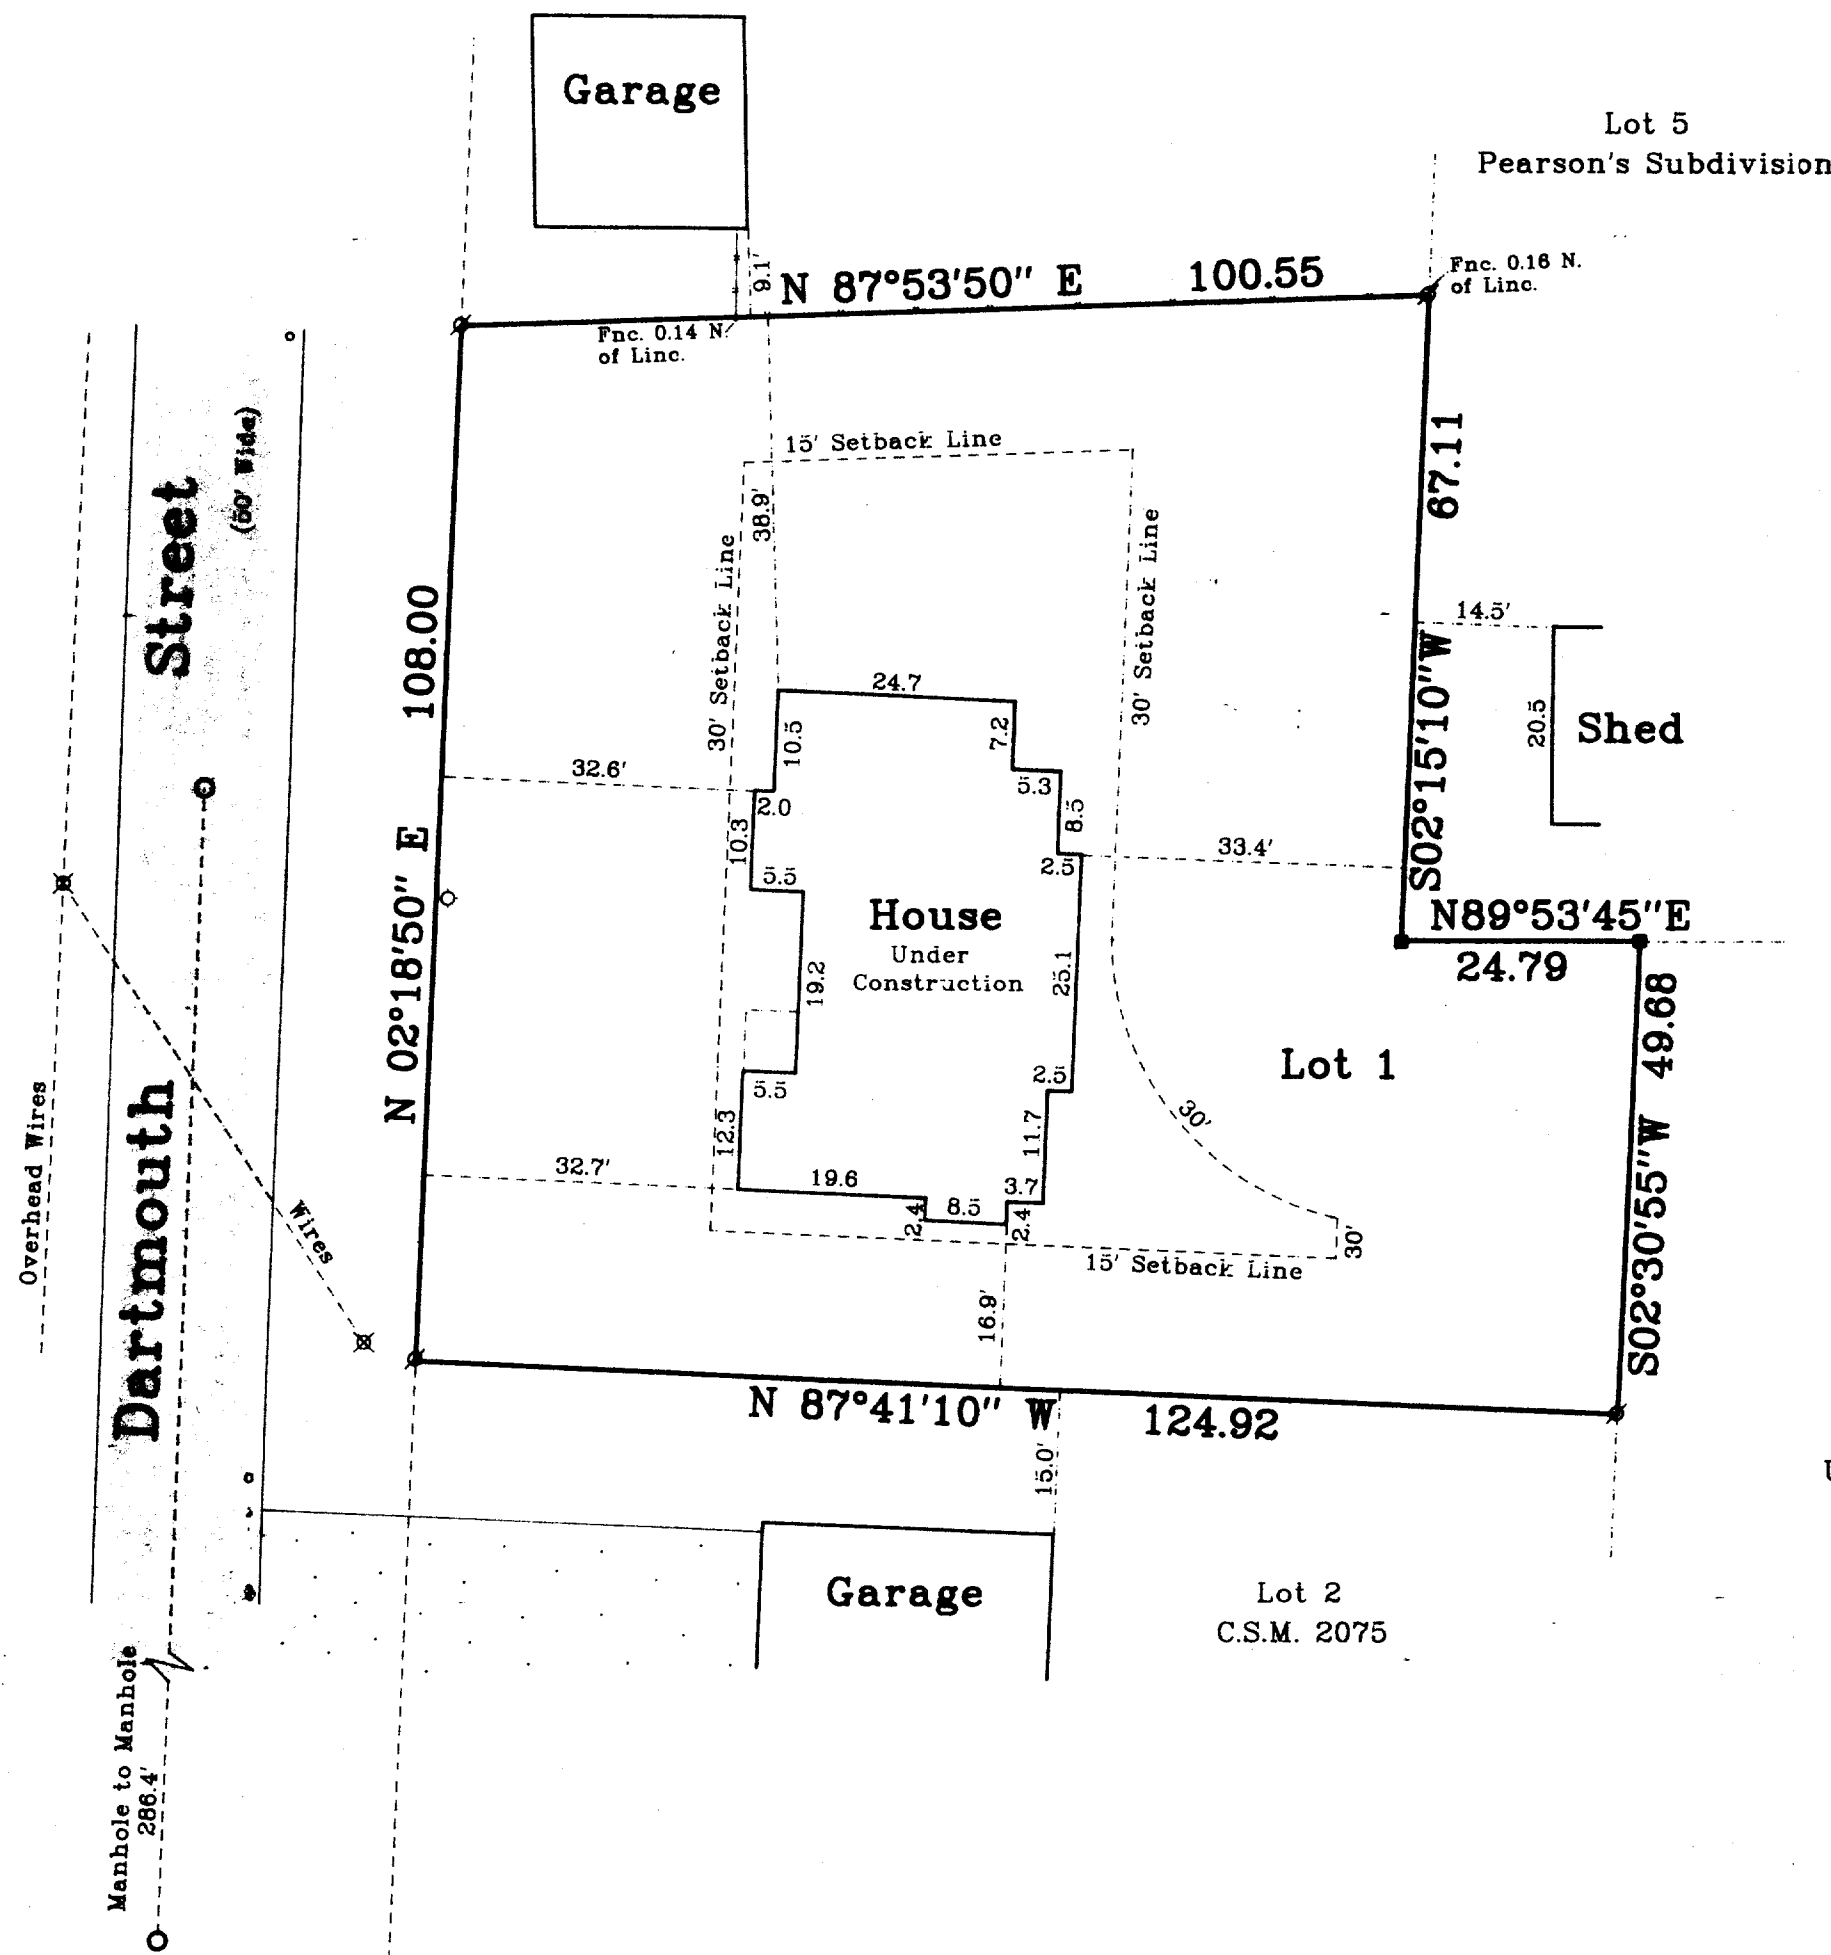 Garage
Lot 5
Pearson's Subdivision
9.1'
N 87°53'50" E 100.55
Fnc. 0.16 N.
of Linc.
Fnc. 0.14 N.
of Linc.
15' Setback Line
38.9'
30' Setback Line
30' Setback Line
67.11
S02°15'10"W
14.5'
20.5
Shed
Street
(50' Wide)
108.00
N 02°18'50" E
24.7
10.5
7.2
32.6'
2.0
5.3
10.3
8.5
33.4'
5.5
2.5
House
Under
Construction
N89°53'45"E
24.79
19.2
25.1
49.68
S02°30'55"W
Lot 1
5.5
2.5
12.3
11.7
30'
32.7'
19.6
3.7
8.5
2.4
2.4
30'
15' Setback Line
16.9'
Overhead Wires
Wires
Dartmouth
N 87°41'10" W 124.92
15.0'
U
Garage
Lot 2
C.S.M. 2075
Manhole to Manhole
286.4'